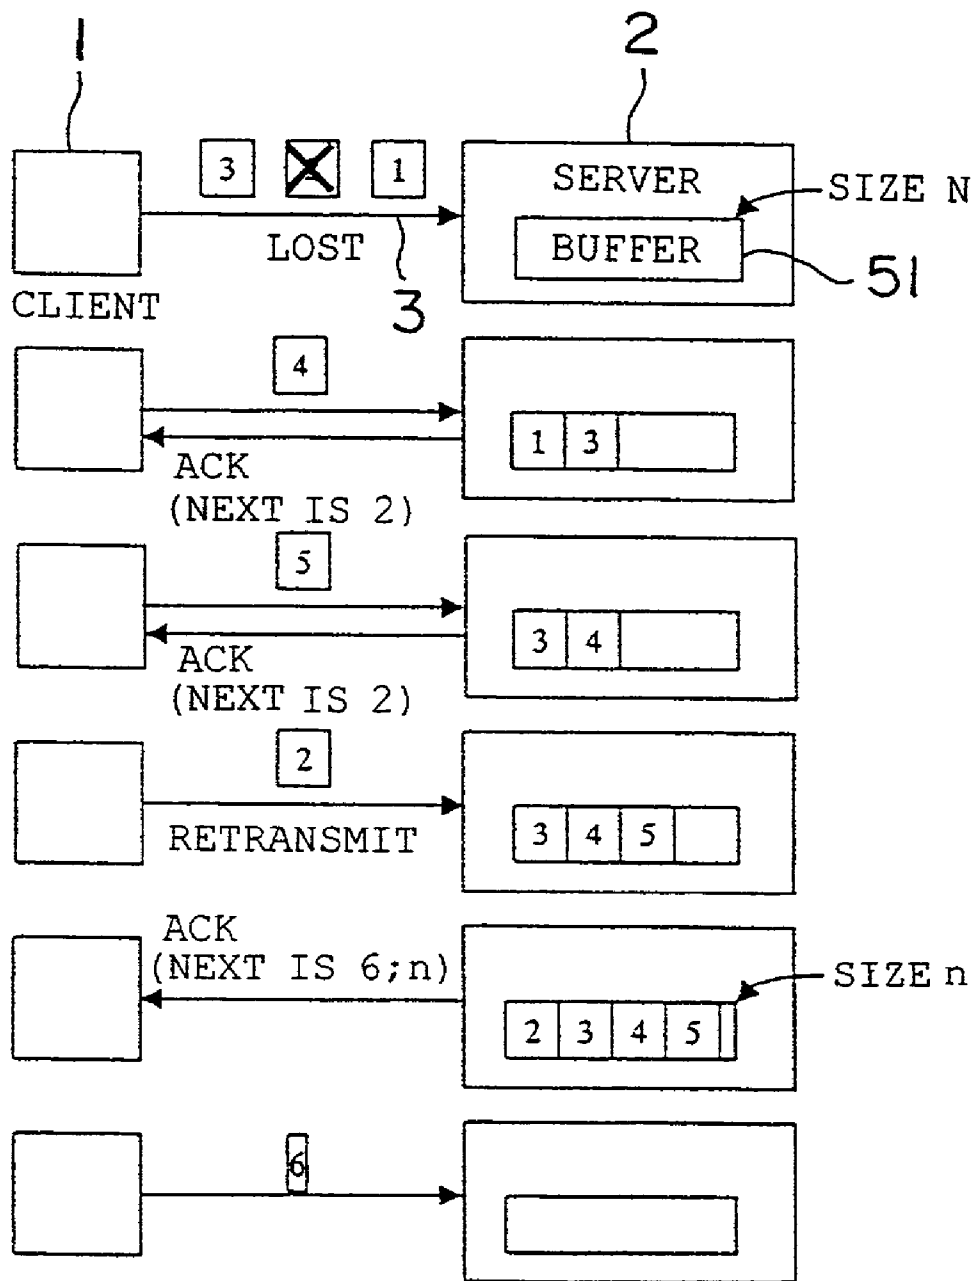 1
2
3 1
SERVER
SIZE N
BUFFER
LOST
51
3
CLIENT
4
1 3
ACK
(NEXT IS 2)
5
3 4
ACK
(NEXT IS 2)
2
3 4 5
RETRANSMIT
ACK
(NEXT IS 6;n)
SIZE n
2 3 4 5
6